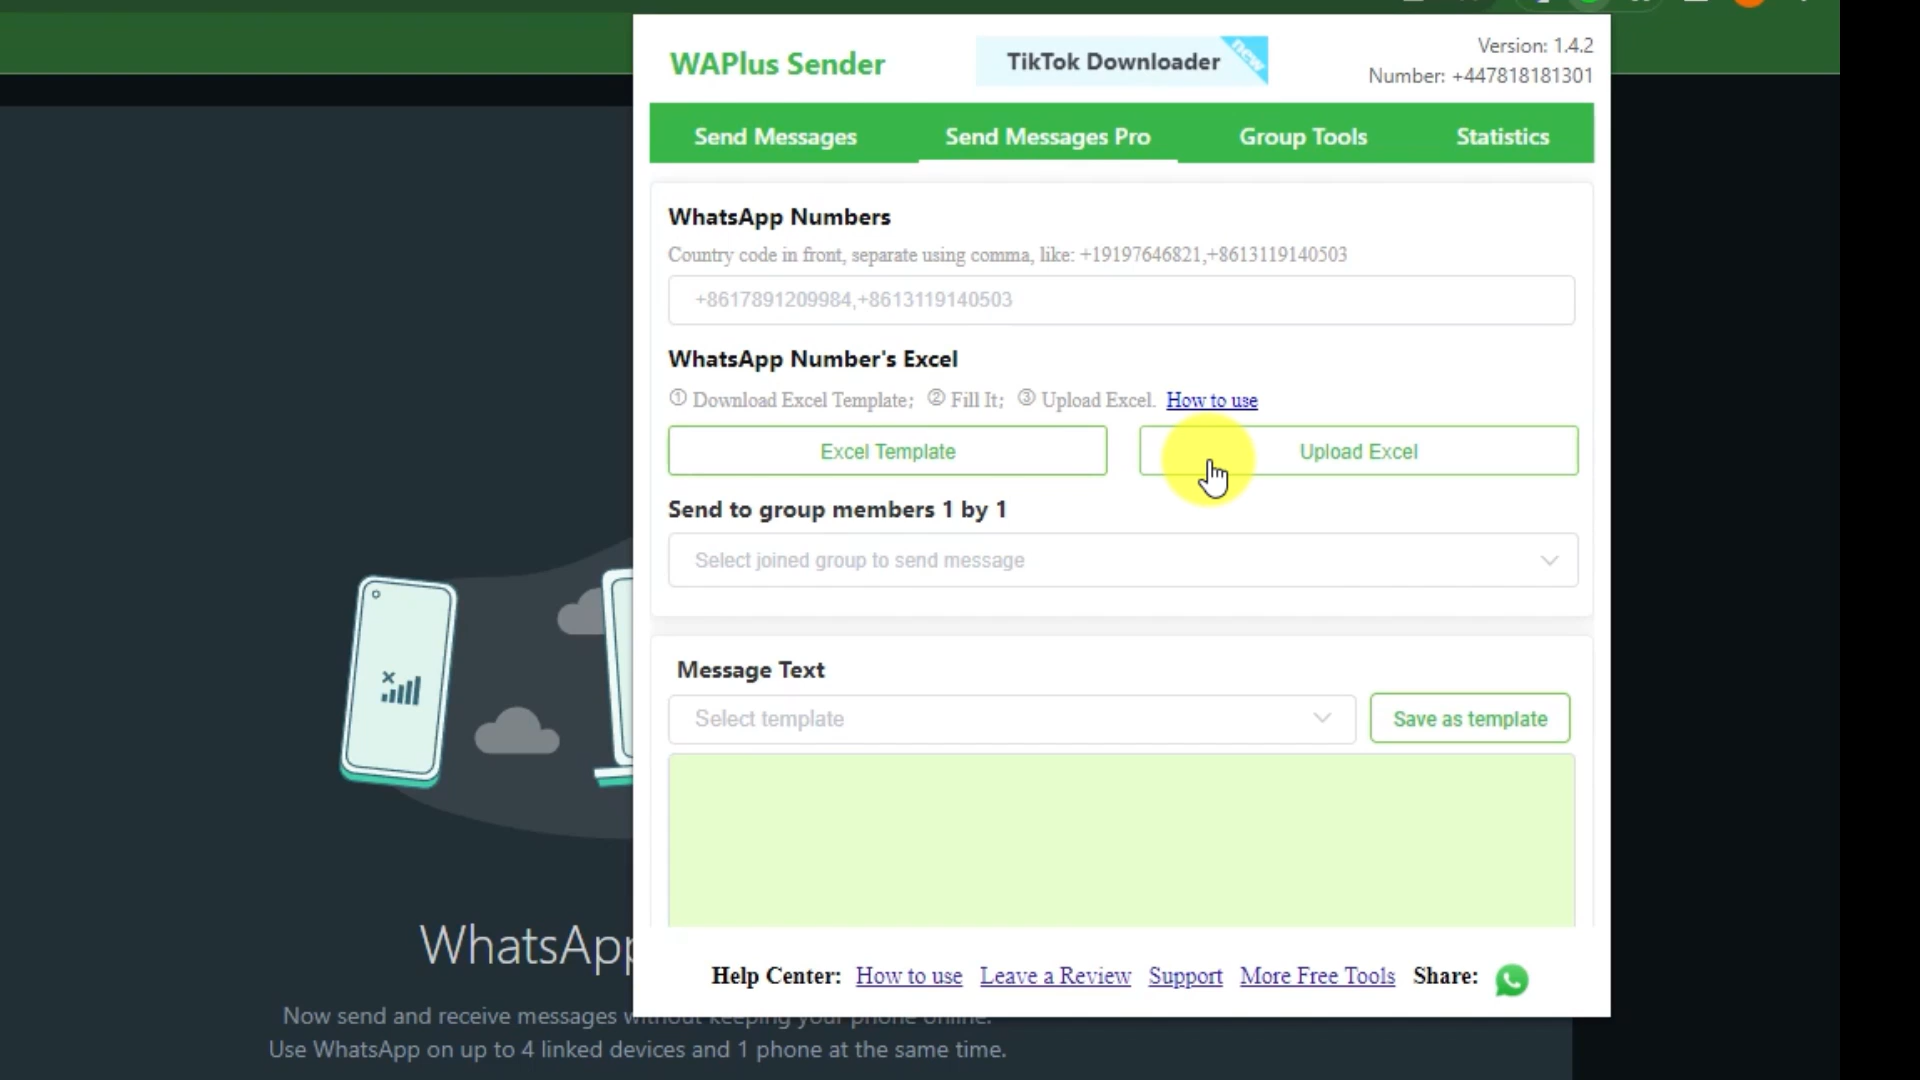 WAPlus Sender
TikTok Downloader
new
Version: 1.4.2
Number: +447818181301
Send Messages
Send Messages Pro
Group Tools
Statistics
WhatsApp Numbers
Country code in front, separate using comma, like: +19197646821,+8613119140503
+8617891209984,+8613119140503
WhatsApp Number's Excel
① Download Excel Template; ② Fill It; ③ Upload Excel. How to use
Excel Template
Upload Excel
Send to group members 1 by 1
Select joined group to send message
Message Text
Select template
Save as template
WhatsApp
Help Center: How to use Leave a Review Support More Free Tools Share:
Now send and receive messages without keeping your phone online.
Use WhatsApp on up to 4 linked devices and 1 phone at the same time.